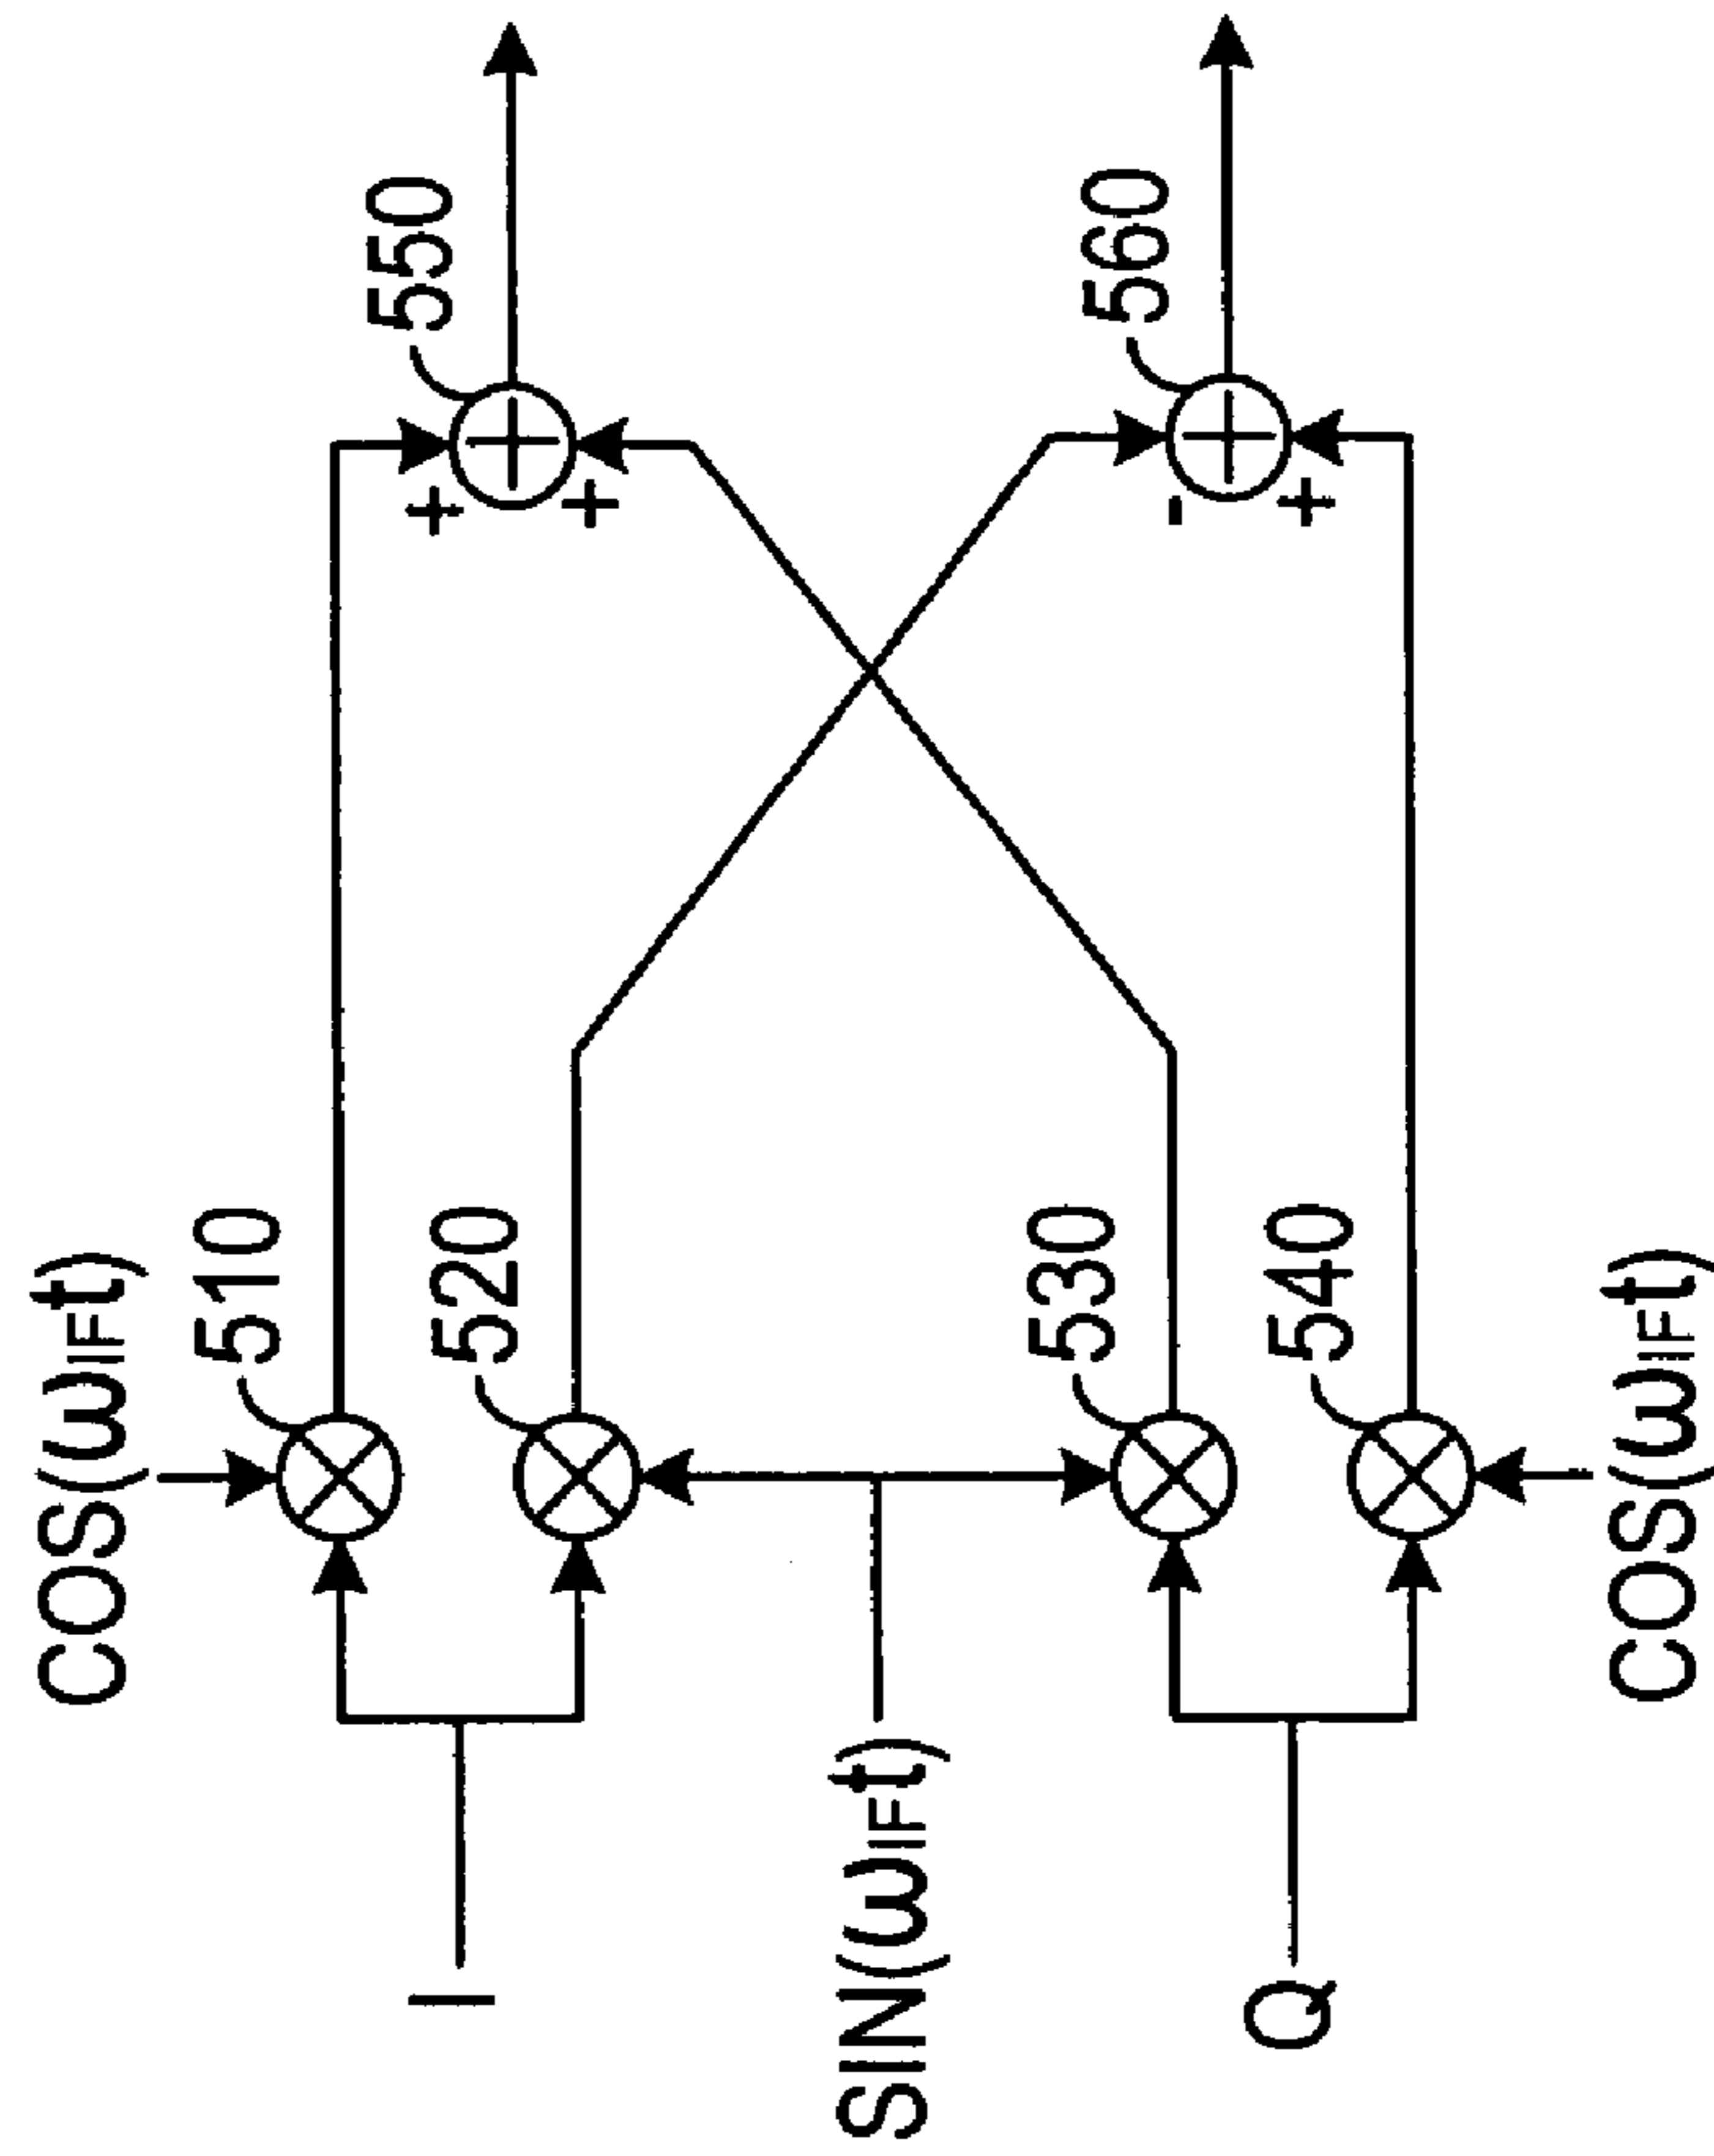 COS(ωIFt)
510
520
530
540
COS(ωIFt)
I
SIN(ωIFt)
Q
550
+
+
560
-
+